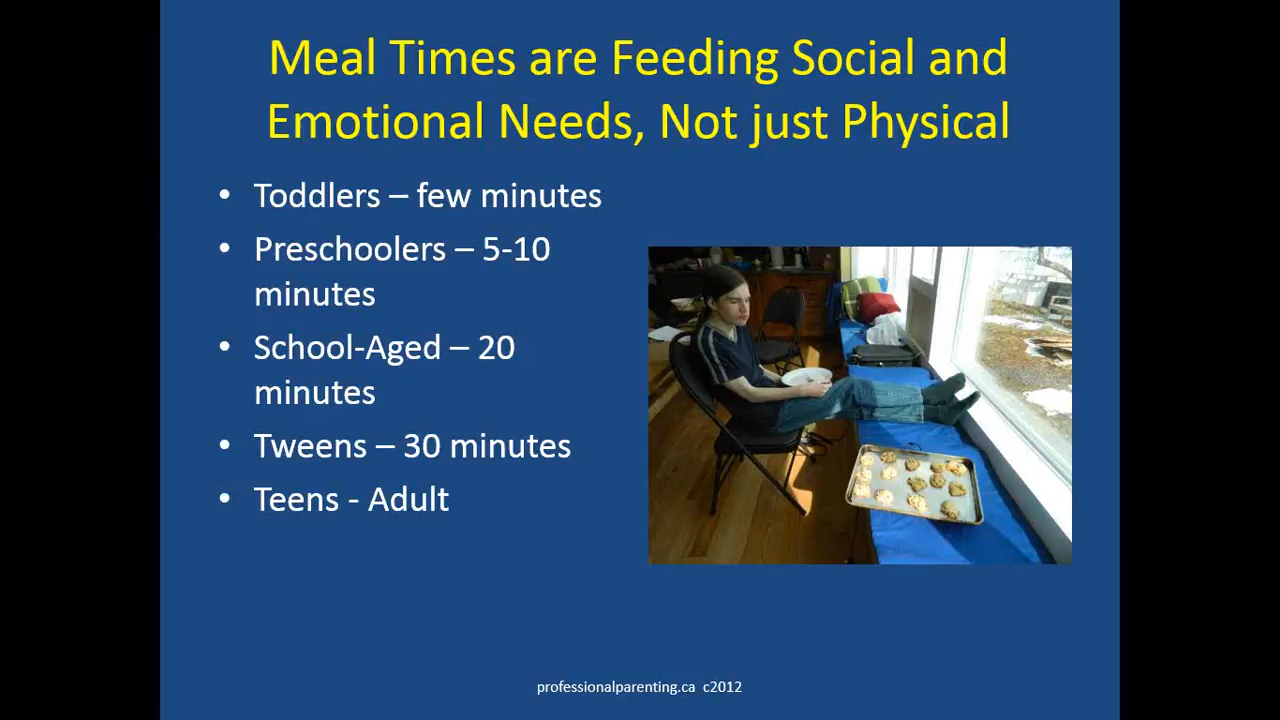 Meal Times are Feeding Social and
Emotional Needs, Not just Physical
• Toddlers – few minutes
• Preschoolers – 5-10
minutes
• School-Aged – 20
minutes
• Tweens – 30 minutes
• Teens - Adult
professionalparenting.ca c2012